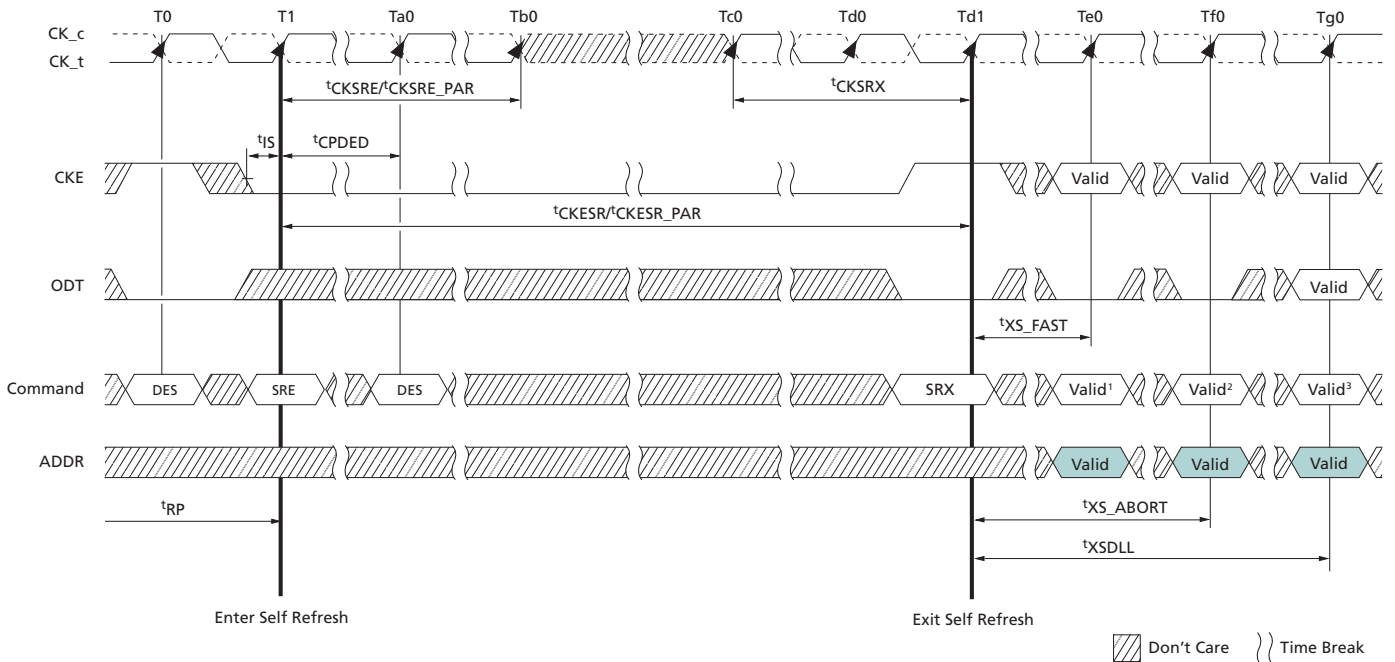 T0 T1 Ta0 Tb0 Tc0 Td0 Td1 Te0 Tf0 Tg0
CK_c
CK_t
tCKSRE/tCKSRE_PAR tCKSRX
tIS tCPDED
CKE Valid Valid Valid
tCKESR/tCKESR_PAR
ODT Valid
tXS_FAST
Command DES SRE DES SRX Valid1 Valid2 Valid3
ADDR Valid Valid Valid
tRP tXS_ABORT
tXSDLL
Enter Self Refresh Exit Self Refresh
Don't Care Time Break